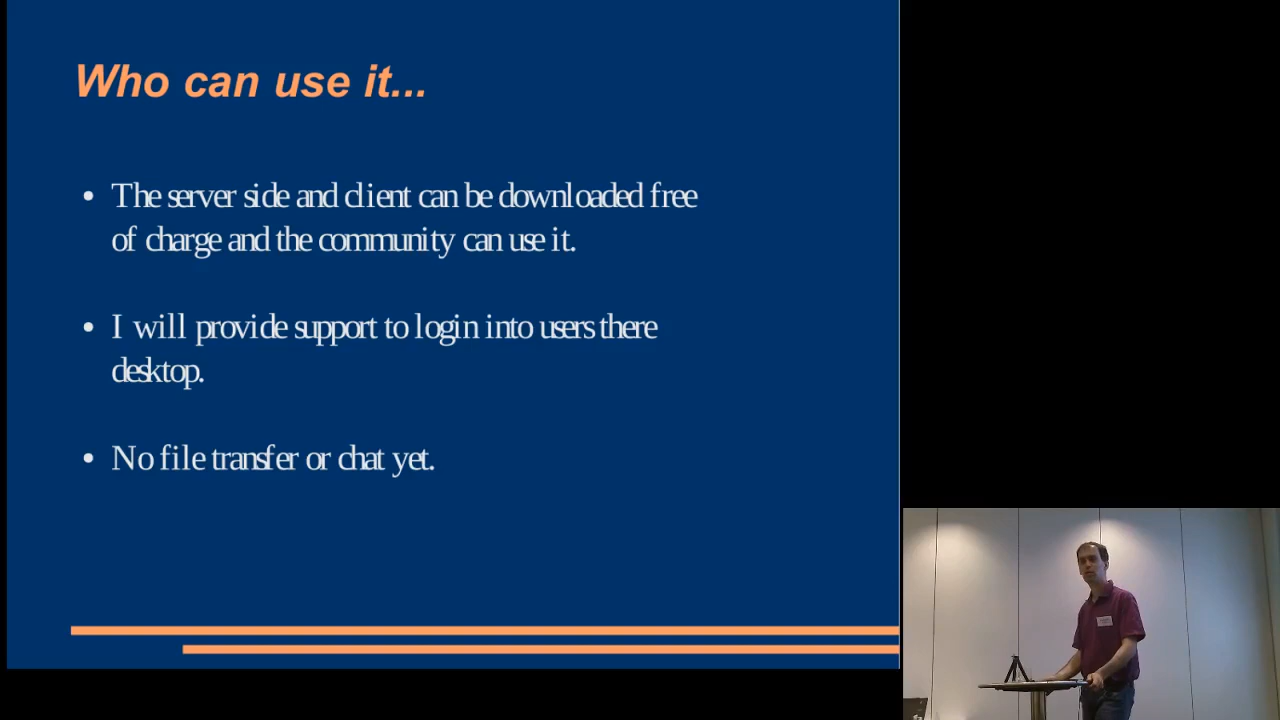 Who can use it...
• The server side and client can be downloaded free
of charge and the community can use it.
• I will provide support to login into users there
desktop.
• No file transfer or chat yet.